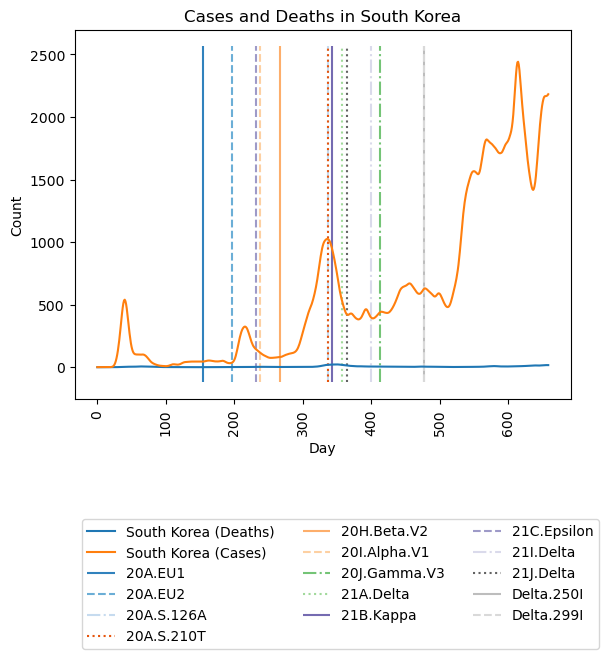 Cases and Deaths in South Korea
2500
2000
1500
1000
500
0
Count
0 100 200 300 400 500 600
Day
South Korea (Deaths)
South Korea (Cases)
20A.EU1
20A.EU2
20A.S.126A
20A.S.210T
20H.Beta.V2
20I.Alpha.V1
20J.Gamma.V3
21A.Delta
21B.Kappa
21C.Epsilon
21I.Delta
21J.Delta
Delta.250I
Delta.299I